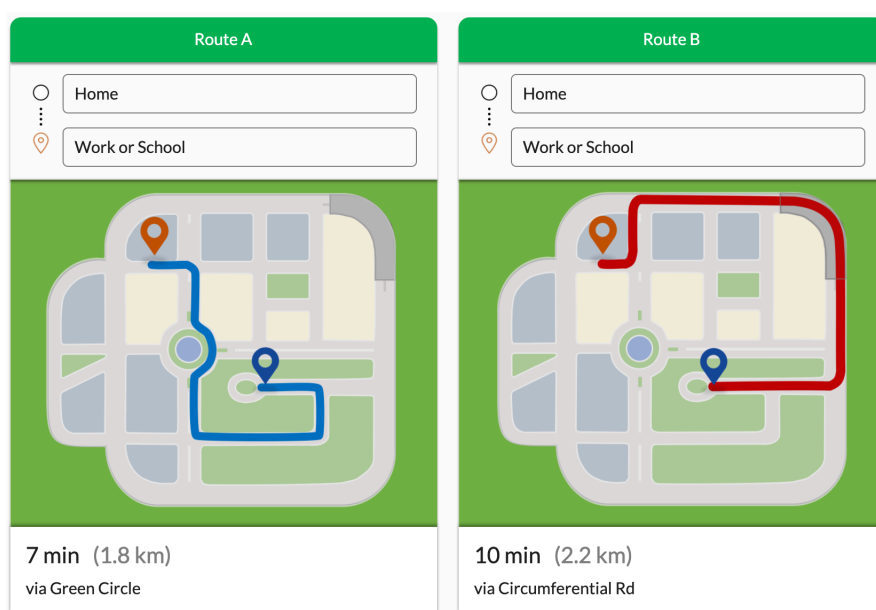 Route A
Home
Work or School
7 min (1.8 km)
via Green Circle
Route B
Home
Work or School
10 min (2.2 km)
via Circumferential Rd